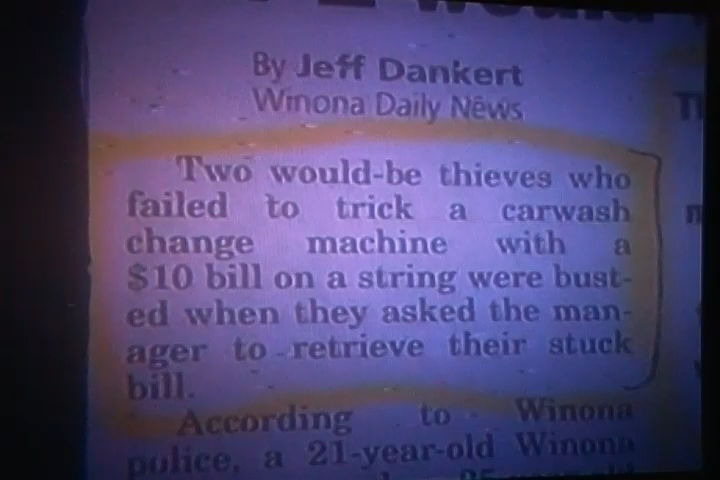 By Jeff Dankert
Winona Daily News
Two would-be thieves who
failed to trick a carwash
change machine with a
$10 bill on a string were bust-
ed when they asked the man-
ager to retrieve their stuck
bill.
According to Winona
police, a 21-year-old Winona